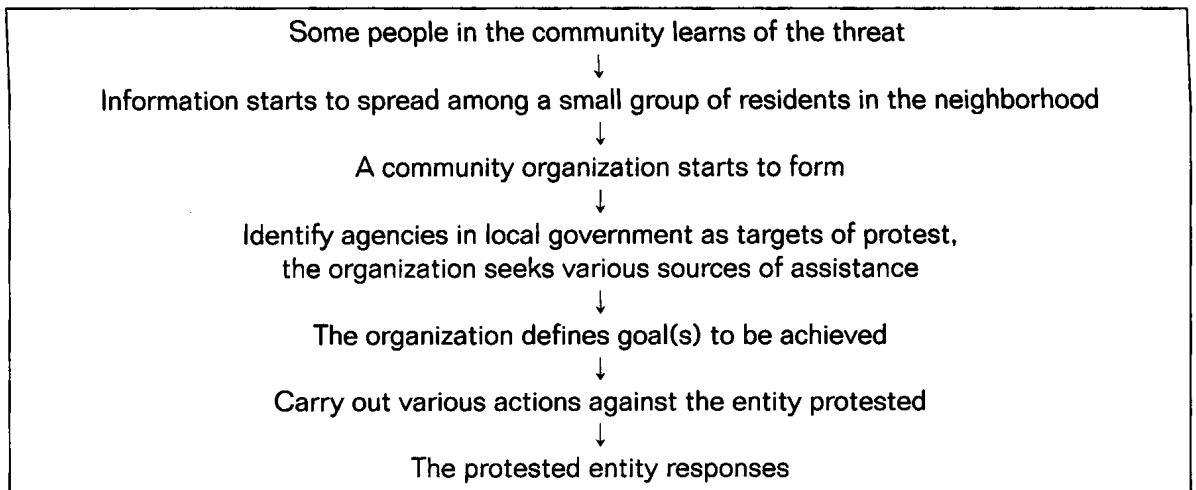 Some people in the community learns of the threat
↓
Information starts to spread among a small group of residents in the neighborhood
↓
A community organization starts to form
↓
Identify agencies in local government as targets of protest,
the organization seeks various sources of assistance
↓
The organization defines goal(s) to be achieved
↓
Carry out various actions against the entity protested
↓
The protested entity responses